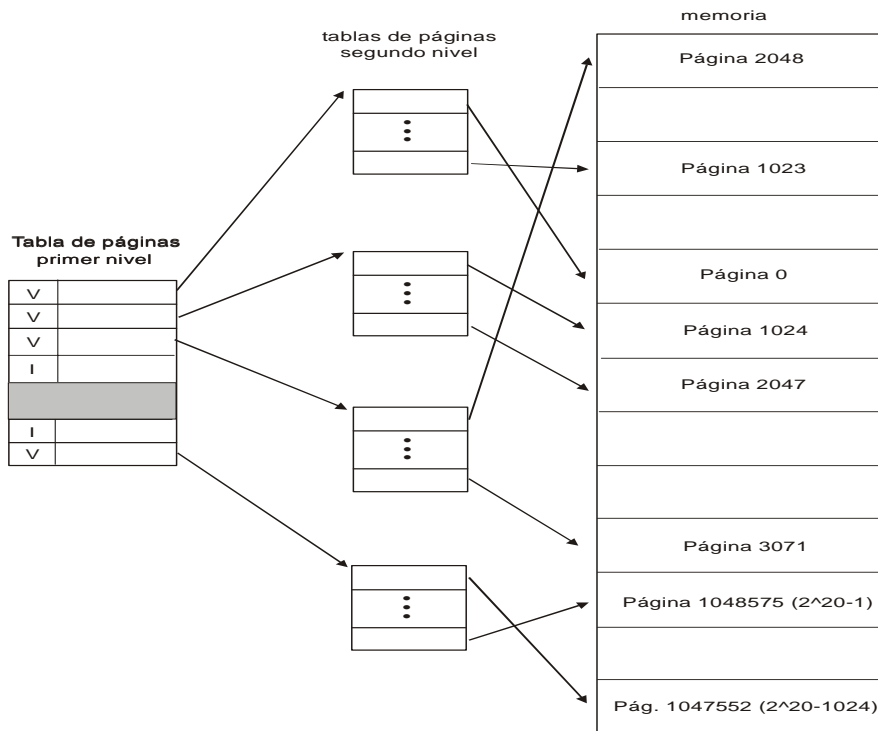 memoria
tablas de páginas
segundo nivel
Página 2048
Página 1023
Tabla de páginas
primer nivel
Página 0
V
V
V
I
I
V
Página 1024
Página 2047
Página 3071
Página 1048575 (2^20-1)
Pág. 1047552 (2^20-1024)